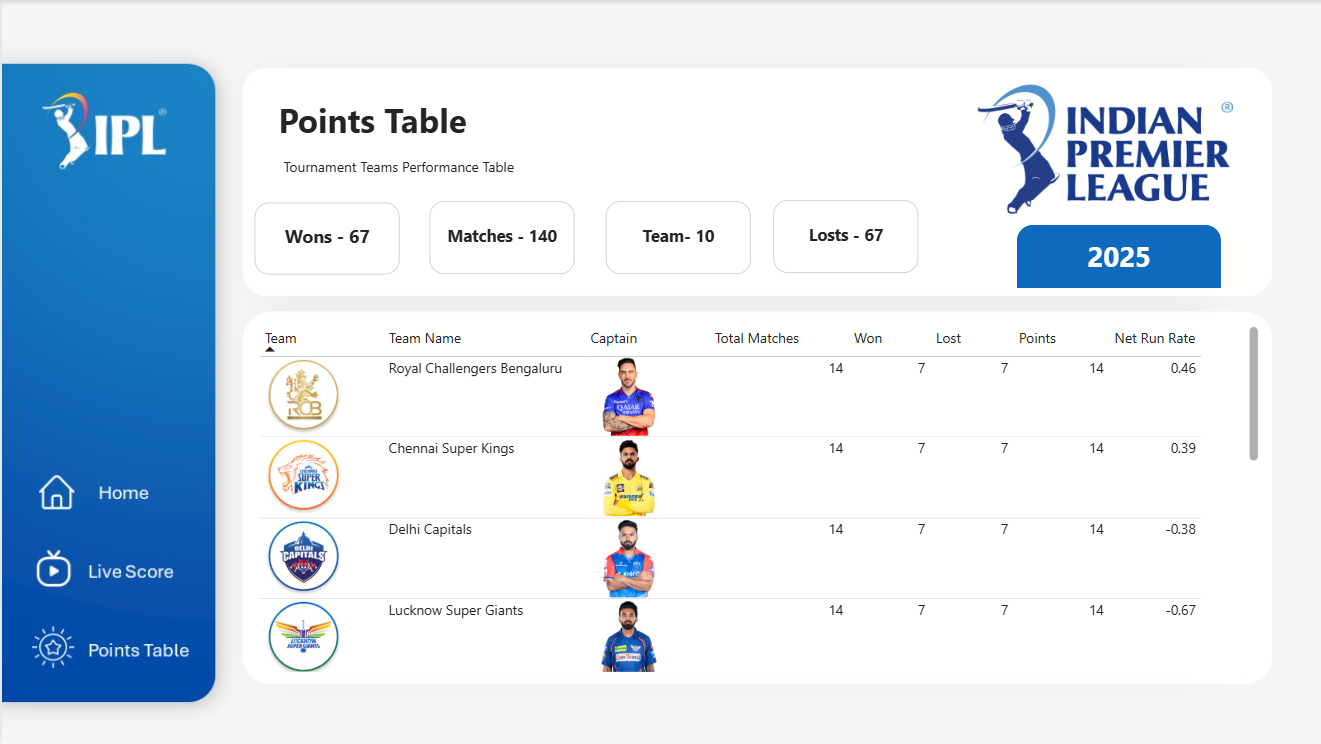 IPL
®
Points Table
Tournament Teams Performance Table
INDIAN ®
PREMIER
LEAGUE
2025
Wons - 67 Matches - 140 Team- 10 Losts - 67
Team Team Name Captain Total Matches Won Lost Points Net Run Rate
RCB Royal Challengers Bengaluru 14 7 7 14 0.46
QATAR
AIRWAYS
CHENNAI
SUPER
KINGS
Chennai Super Kings 14 7 7 14 0.39
DELHI
CAPITALS
Delhi Capitals 14 7 7 14 -0.38
LUCKNOW
SUPER GIANTS
Lucknow Super Giants 14 7 7 14 -0.67
Home
Live Score
Points Table